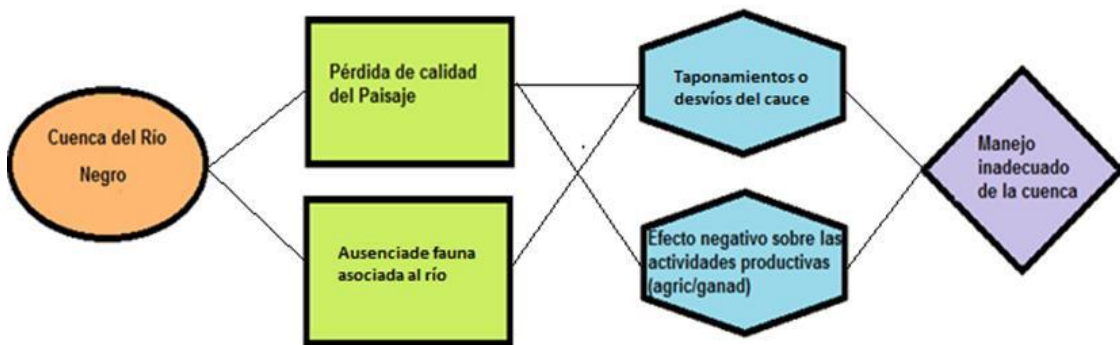 Cuenca del Río
Negro
Pérdida de calidad
del Paisaje
Ausenciade fauna
asociada al río
Taponamientos o
desvíos del cauce
Efecto negativo sobre las
actividades productivas
(agric/ganad)
Manejo
inadecuado
de la cuenca